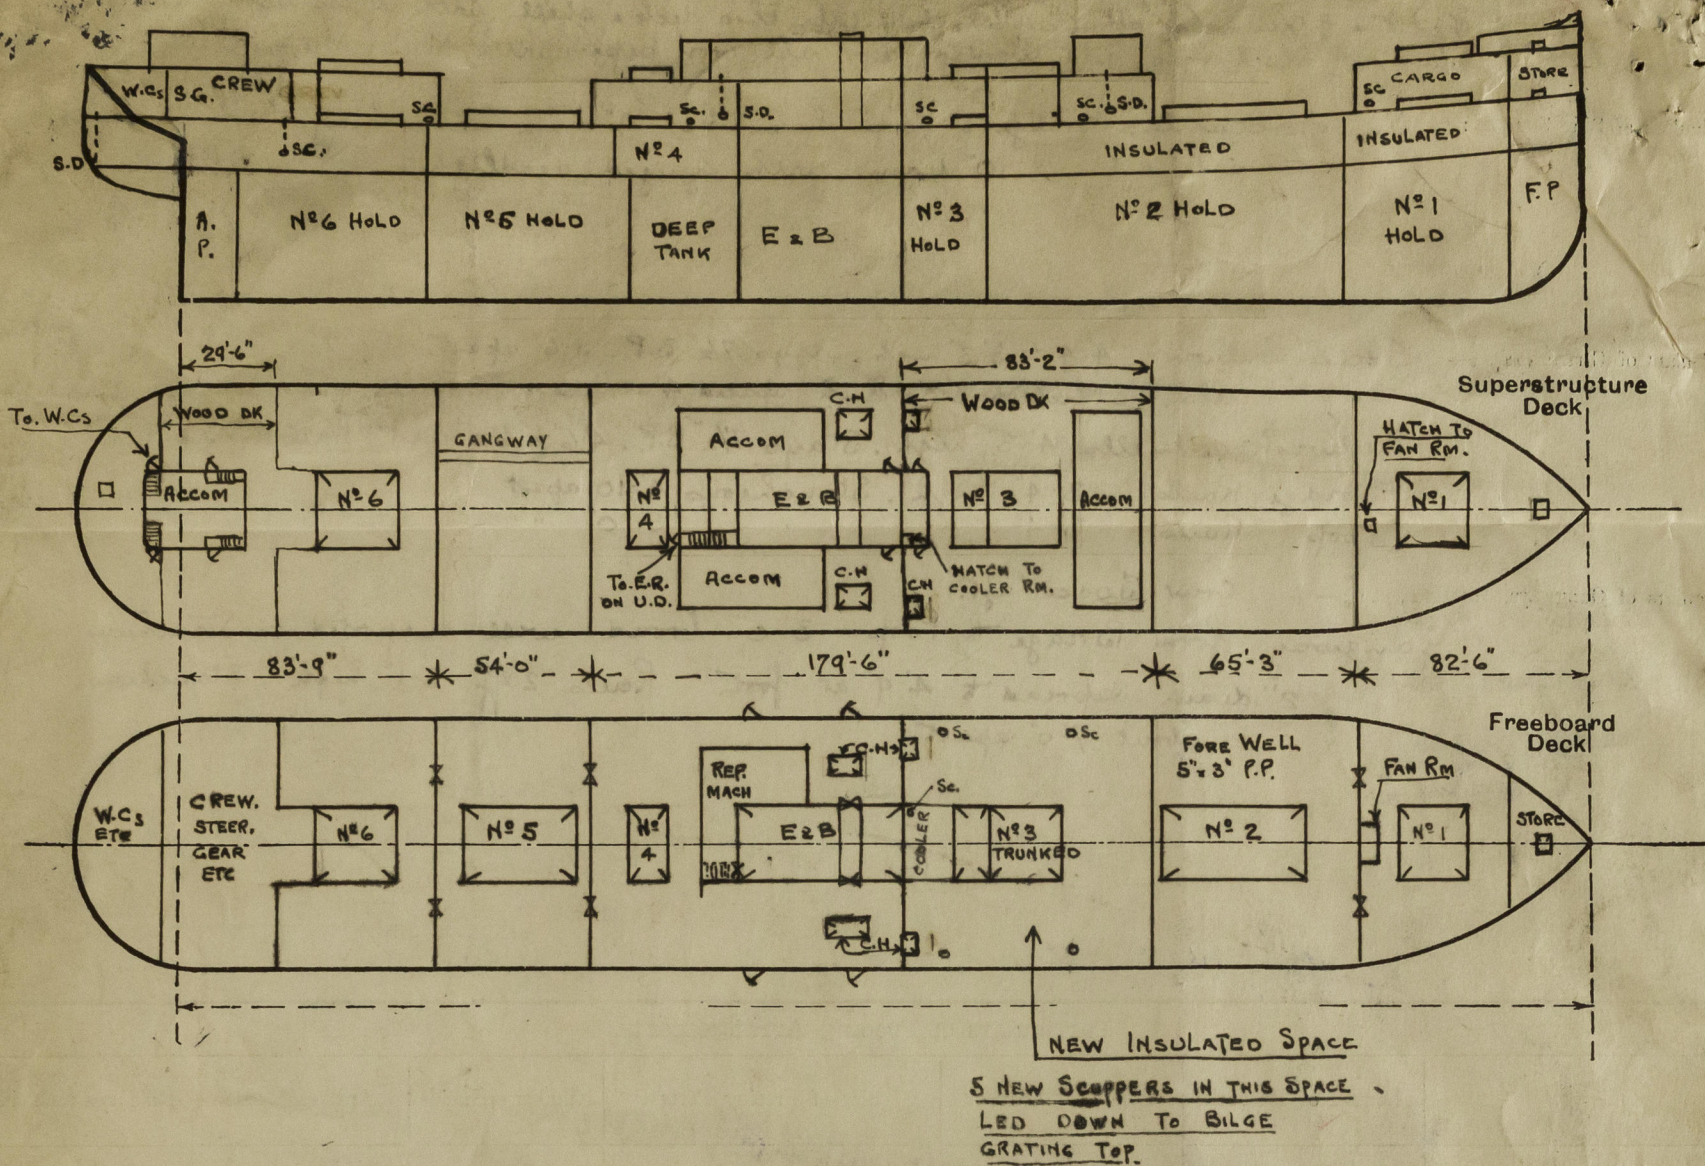 W.Cs
S.G.
CREW
S.D
SC.
SC
Nº 4
SC.
S.D.
SC
SC.
S.D.
INSULATED
SC
CARGO
STORE
INSULATED
A.
P.
Nº6 HOLD
Nº5 HOLD
DEEP
TANK
E & B
Nº 3
HOLD
Nº 2 HOLD
Nº 1
HOLD
F.P
29'-6"
83'-2"
Superstructure
Deck
To. W.Cs
WOOD DK
GANGWAY
ACCOM
C.H
WOOD DK
HATCH To
FAN RM.
ACCOM
Nº 6
Nº
4
E & B
Nº 3
ACCOM
Nº1
To. E.R.
ON U.D.
ACCOM
C.H
C.H
HATCH TO
COOLER RM.
83'-9"
54'-0"
179'-6"
65'-3"
82'-6"
Freeboard
Deck
C.H
Sc.
Sc
FORE WELL
5" x 3" P.P.
FAN RM
REP.
MACH
W.Cs
ETC
CREW.
STEER.
GEAR
ETC
Nº6
Nº 5
Nº
4
E&B
Sc.
COOLER
Nº3
TRUNKED
Nº 2
Nº 1
STORE
C.H
NEW INSULATED SPACE
5 NEW SCUPPERS IN THIS SPACE
LED DOWN TO BILGE
GRATING TOP.